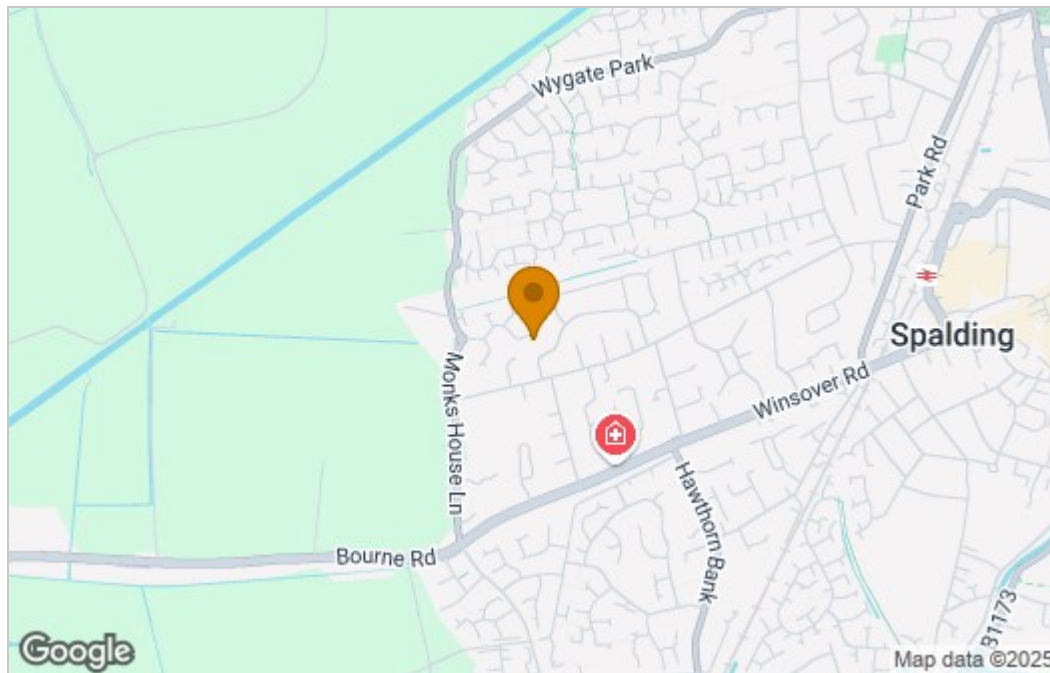 Wygate Park
Park Rd
Spalding
Monks House Ln
Winsover Rd
Hawthorn Bank
Bourne Rd
B1173
Google
Map data ©2025